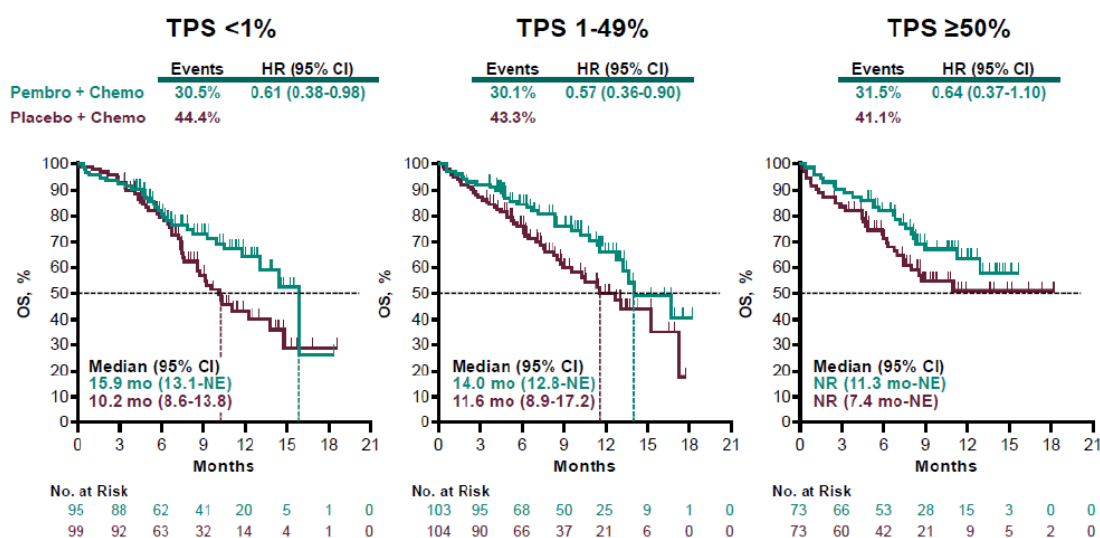 TPS <1% TPS 1-49% TPS ≥50%
Events HR (95% CI) Events HR (95% CI) Events HR (95% CI)
Pembro + Chemo 30.5% 0.61 (0.38-0.98) 30.1% 0.57 (0.36-0.90) 31.5% 0.64 (0.37-1.10)
Placebo + Chemo 44.4% 43.3% 41.1%
100 100 100
90 90 90
80 80 80
70 70 70
60 60 60
50 50 50
40 40 40
30 30 30
20 20 20
10 10 10
0 0 0
OS, % OS, % OS, %
Median (95% CI) Median (95% CI) Median (95% CI)
15.9 mo (13.1-NE) 14.0 mo (12.8-NE) NR (11.3 mo-NE)
10.2 mo (8.6-13.8) 11.6 mo (8.9-17.2) NR (7.4 mo-NE)
0 3 6 9 12 15 18 21 0 3 6 9 12 15 18 21 0 3 6 9 12 15 18 21
Months Months Months
No. at Risk No. at Risk No. at Risk
95 88 62 41 20 5 1 0 103 95 68 50 25 9 1 0 73 66 53 28 15 3 0 0
99 92 63 32 14 4 1 0 104 90 66 37 21 6 0 0 73 60 42 21 9 5 2 0